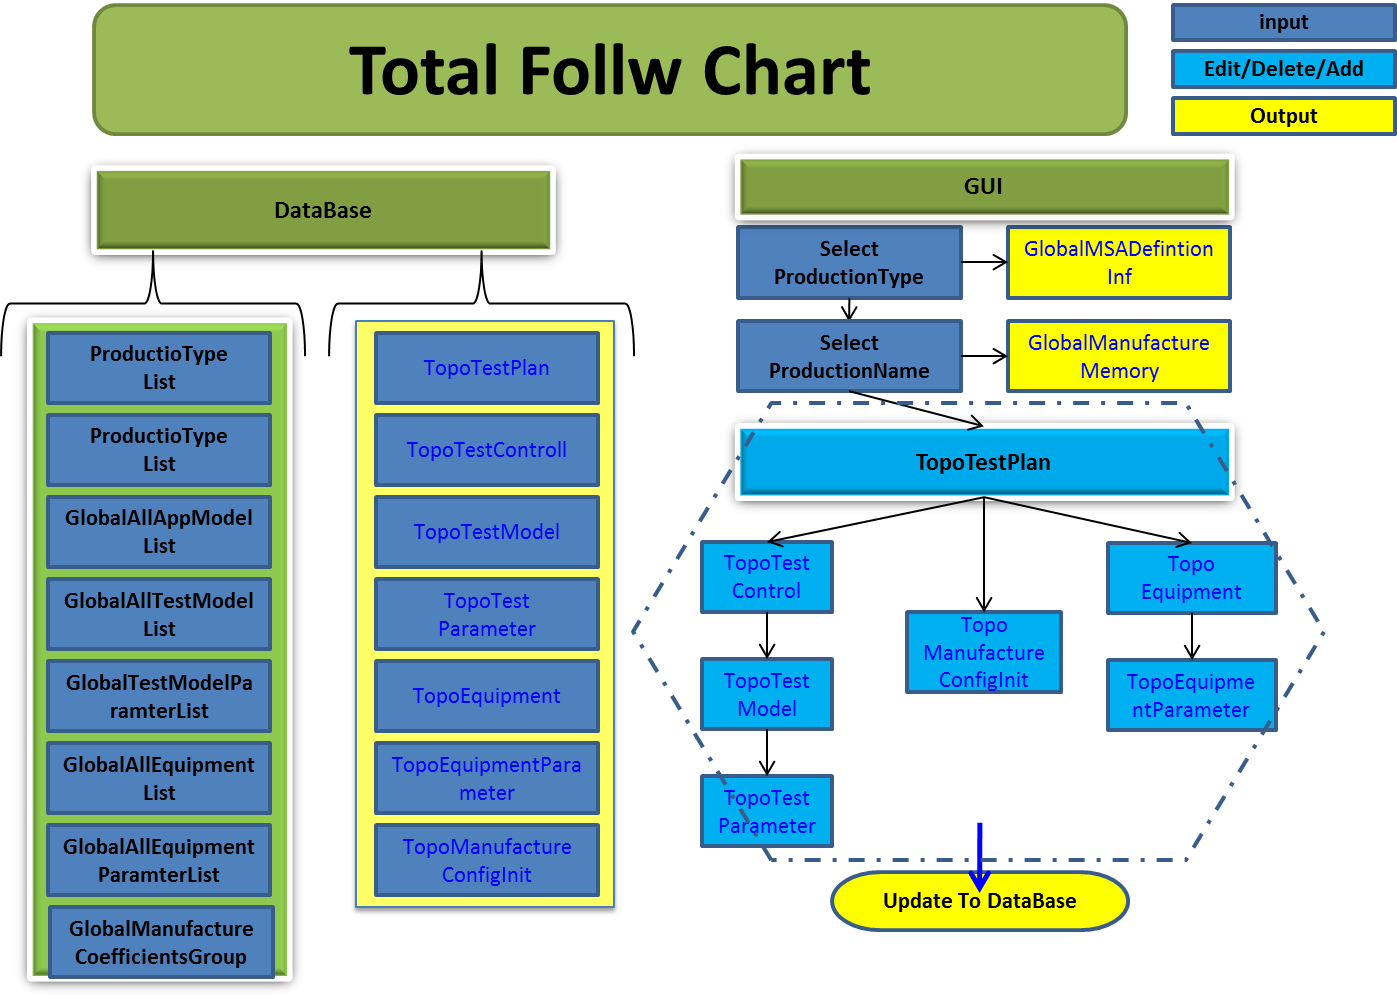 Total Follw Chart
input
Edit/Delete/Add
Output
DataBase
ProductioType
List
ProductioType
List
GlobalAllAppModel
List
GlobalAllTestModel
List
GlobalTestModelPa
ramterList
GlobalAllEquipment
List
GlobalAllEquipment
ParamterList
GlobalManufacture
CoefficientsGroup
TopoTestPlan
TopoTestControll
TopoTestModel
TopoTest
Parameter
TopoEquipment
TopoEquipmentPara
meter
TopoManufacture
ConfigInit
GUI
Select
ProductionType
GlobalMSADefintion
Inf
Select
ProductionName
GlobalManufacture
Memory
TopoTestPlan
TopoTest
Control
TopoTest
Model
TopoTest
Parameter
Topo
Manufacture
ConfigInit
Topo
Equipment
TopoEquipme
ntParameter
Update To DataBase